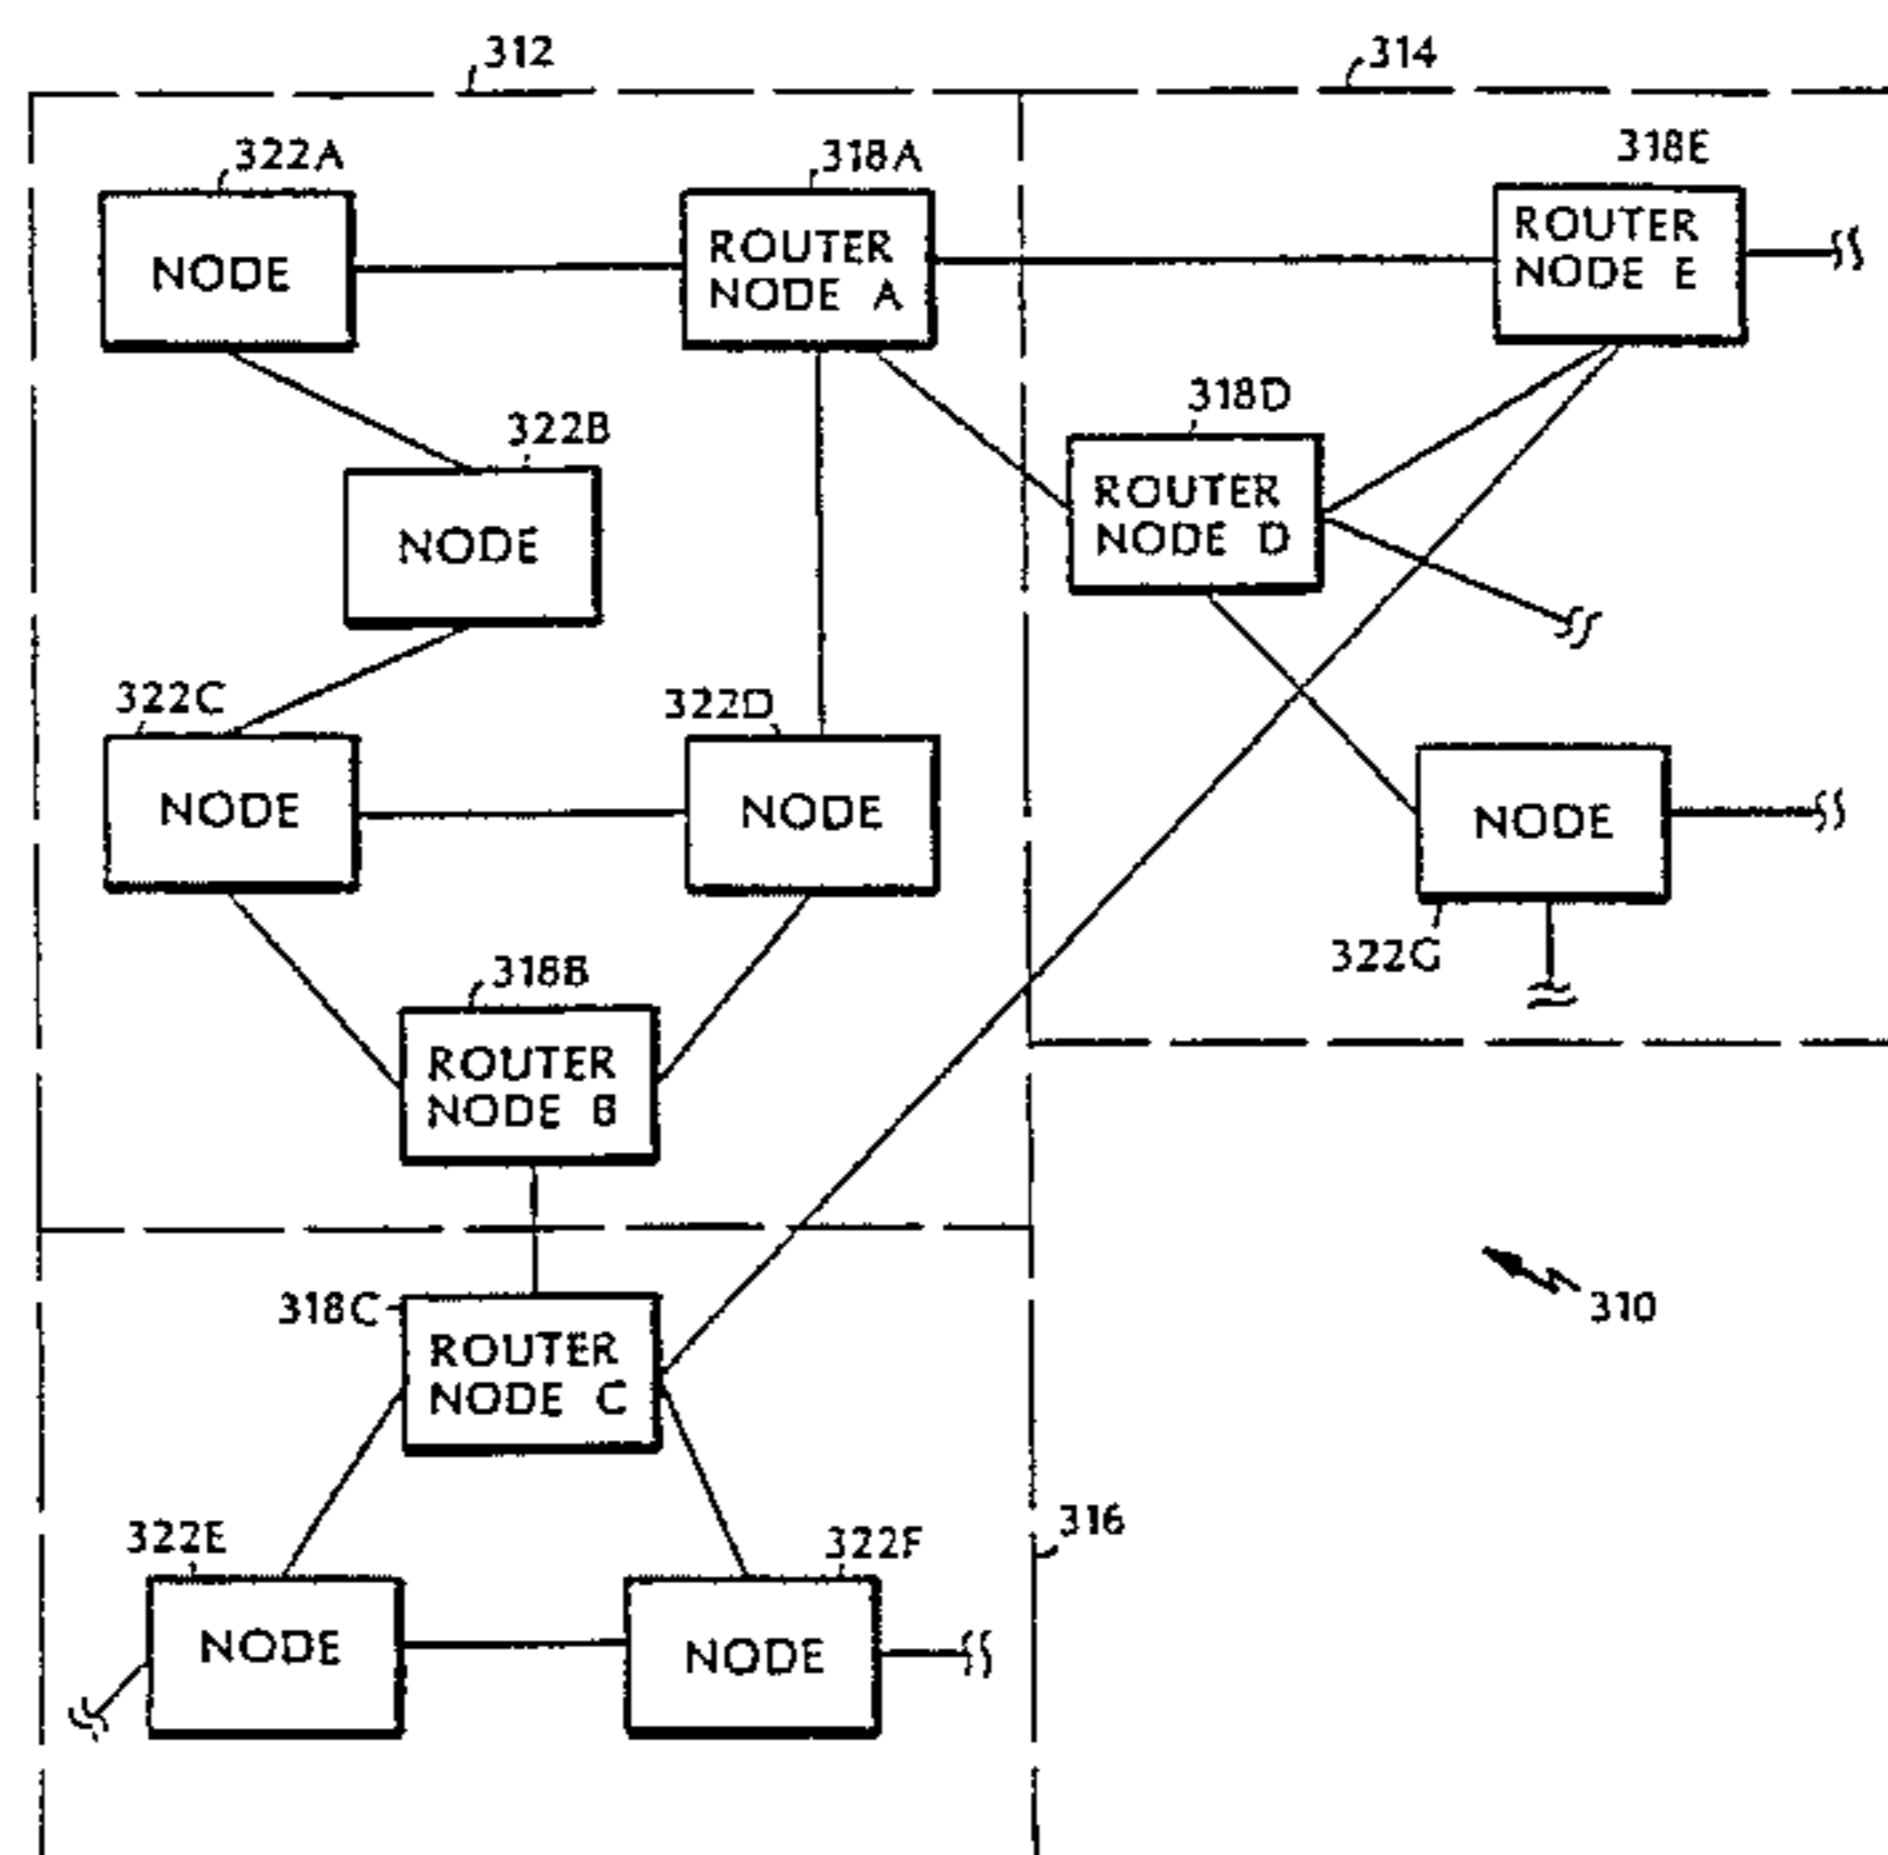 312
314
322A
318A
318E
NODE
ROUTER
NODE A
ROUTER
NODE E
322B
318D
NODE
ROUTER
NODE D
322C
322D
NODE
NODE
NODE
322G
318B
ROUTER
NODE B
318C
ROUTER
NODE C
310
316
322E
322F
NODE
NODE